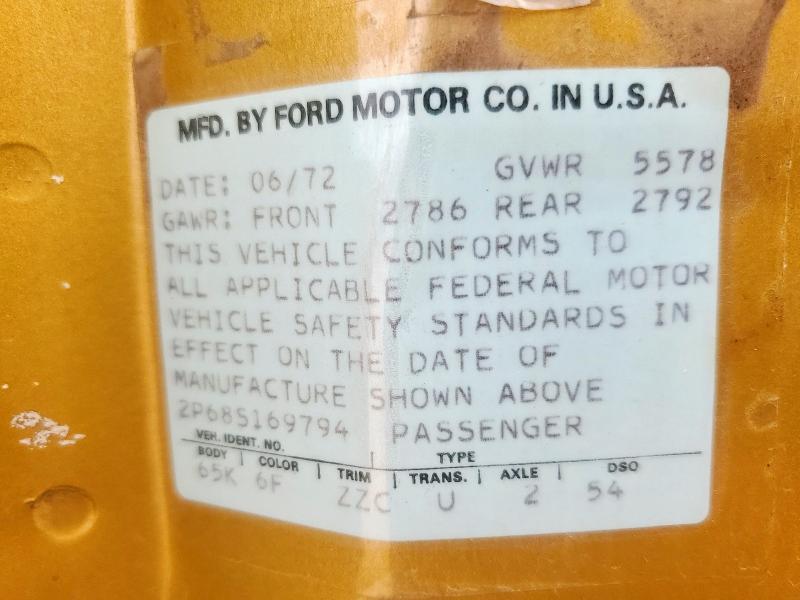 MFD. BY FORD MOTOR CO. IN U.S.A.
DATE: 06/72 GVWR 5578
GAWR: FRONT 2786 REAR 2792
THIS VEHICLE CONFORMS TO
ALL APPLICABLE FEDERAL MOTOR
VEHICLE SAFETY STANDARDS IN
EFFECT ON THE DATE OF
MANUFACTURE SHOWN ABOVE
2P68S169794 PASSENGER
VEH. IDENT. NO. TYPE
BODY COLOR TRIM TRANS. AXLE DSO
65K 6F ZZC U 2 54